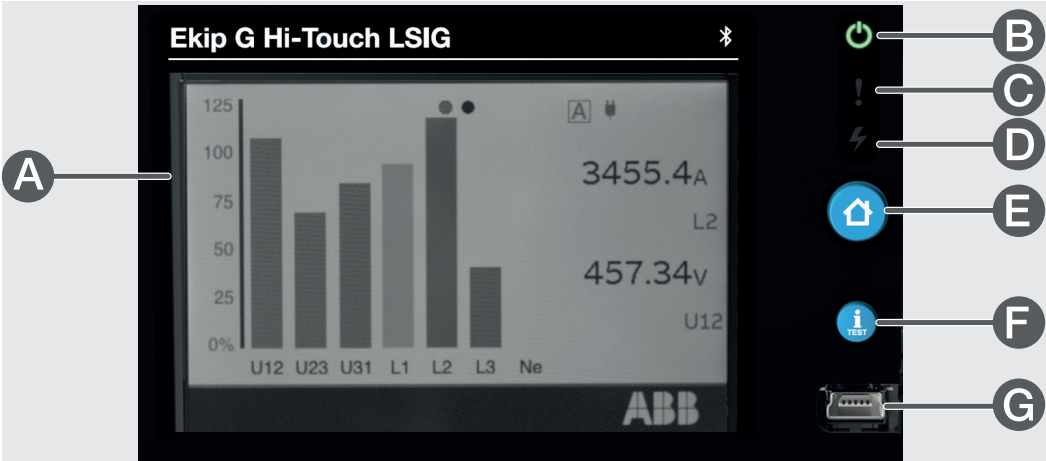 Ekip G Hi-Touch LSIG
125
100
75
50
25
0%
U12 U23 U31 L1 L2 L3 Ne
A
3455.4A
L2
457.34V
U12
ABB
i
TEST
A
B
C
D
E
F
G